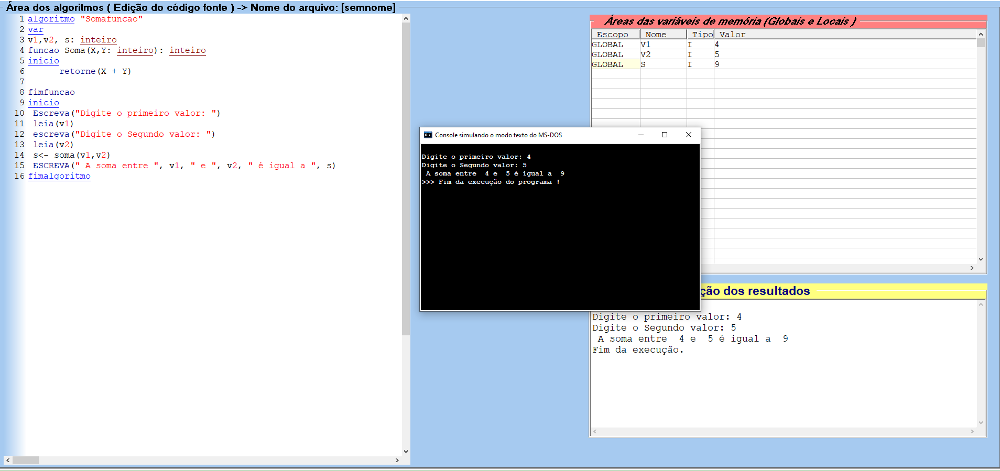 Área dos algoritmos ( Edição do código fonte ) -> Nome do arquivo: [semnome]
1 algoritmo "Somafuncao"
2 var
3 v1,v2, s: inteiro
4 funcao Soma(X,Y: inteiro): inteiro
5 inicio
6 retorne(X + Y)
7
8 fimfuncao
9 inicio
10 Escreva("Digite o primeiro valor: ")
11 leia(v1)
12 escreva("Digite o Segundo valor: ")
13 leia(v2)
14 s<- soma(v1,v2)
15 ESCREVA(" A soma entre ", v1, " e ", v2, " é igual a ", s)
16 fimalgoritmo
Áreas das variáveis de memória (Globais e Locais )
Escopo Nome Tipo Valor
GLOBAL V1 I 4
GLOBAL V2 I 5
GLOBAL S I 9
Console simulando o modo texto do MS-DOS
Digite o primeiro valor: 4
Digite o Segundo valor: 5
A soma entre  4 e  5 é igual a  9
>>> Fim da execução do programa !
ção dos resultados
Digite o primeiro valor: 4
Digite o Segundo valor: 5
A soma entre  4 e  5 é igual a  9
Fim da execução.